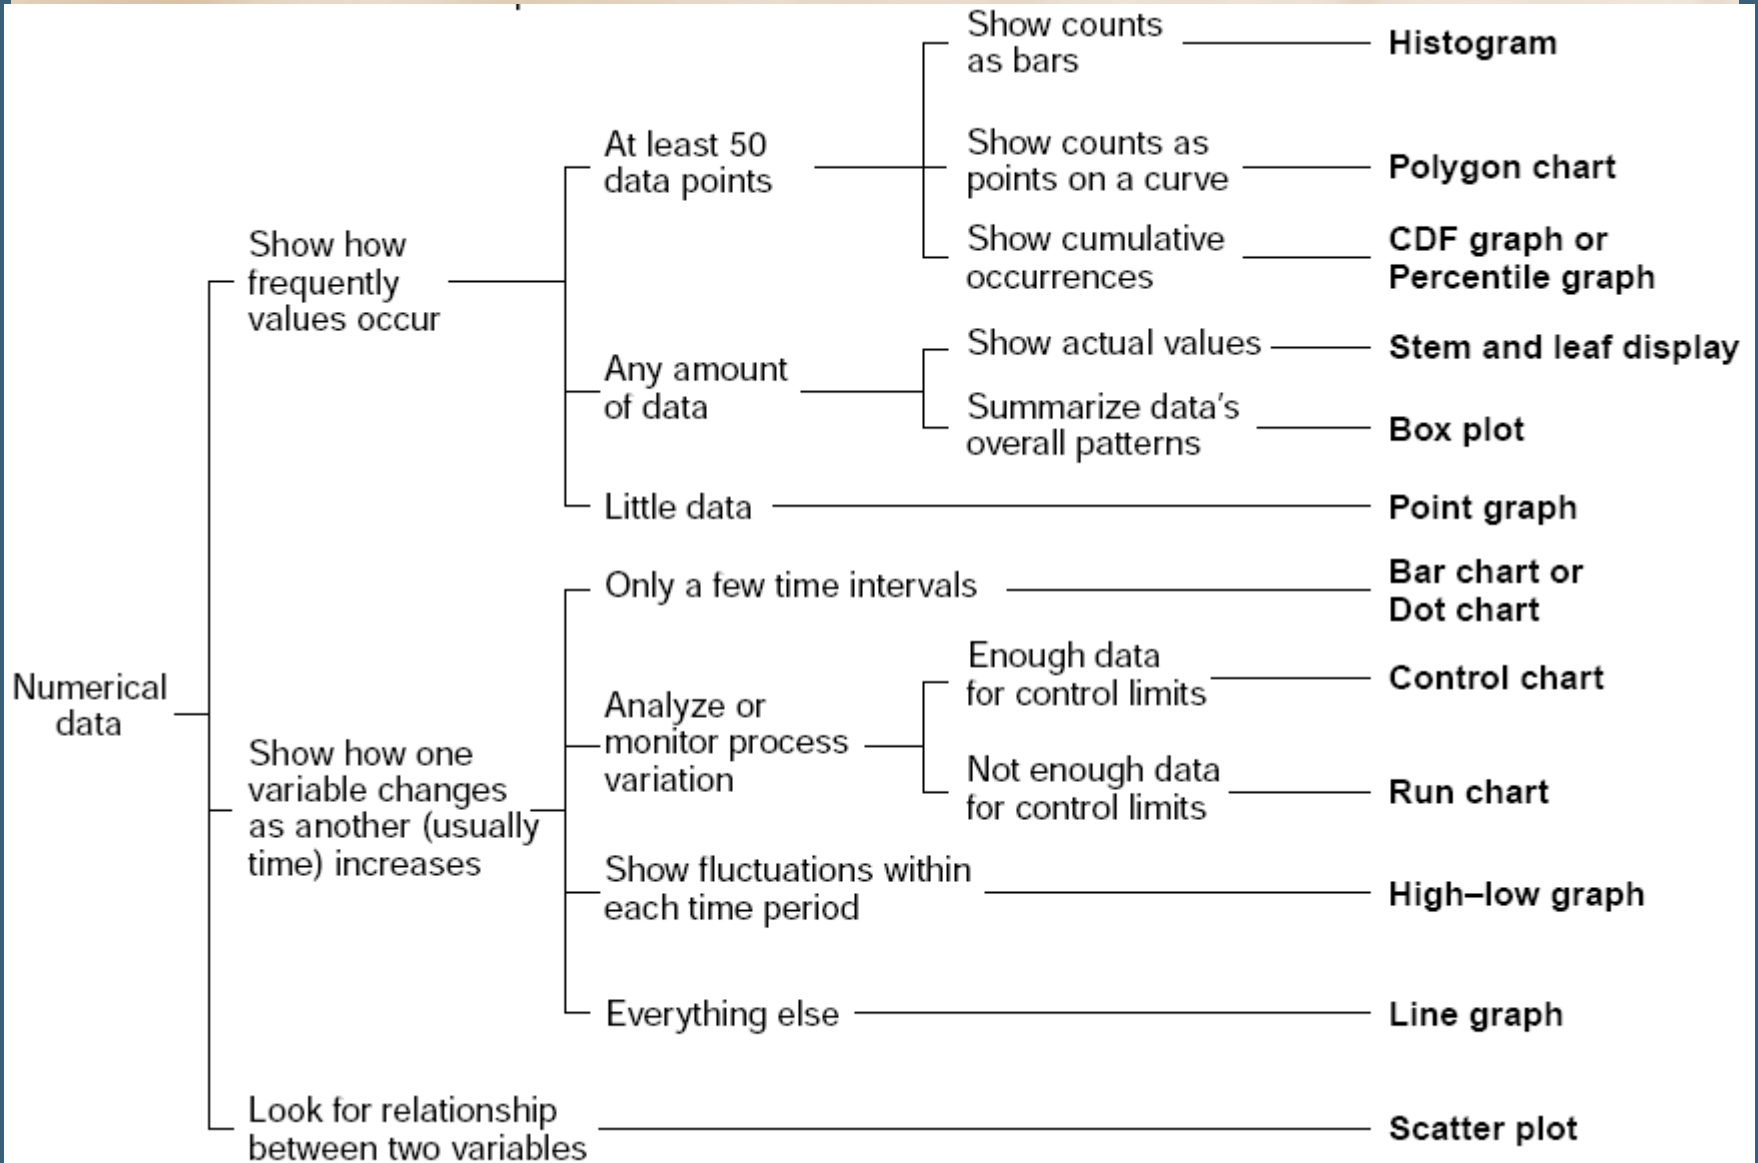 Show counts
as bars
Histogram
At least 50
data points
Show counts as
points on a curve
Polygon chart
Show how
frequently
values occur
Show cumulative
occurrences
CDF graph or
Percentile graph
Any amount
of data
Show actual values
Stem and leaf display
Summarize data's
overall patterns
Box plot
Little data
Point graph
Only a few time intervals
Bar chart or
Dot chart
Numerical
data
Show how one
variable changes
as another (usually
time) increases
Analyze or
monitor process
variation
Enough data
for control limits
Control chart
Not enough data
for control limits
Run chart
Show fluctuations within
each time period
High–low graph
Everything else
Line graph
Look for relationship
between two variables
Scatter plot